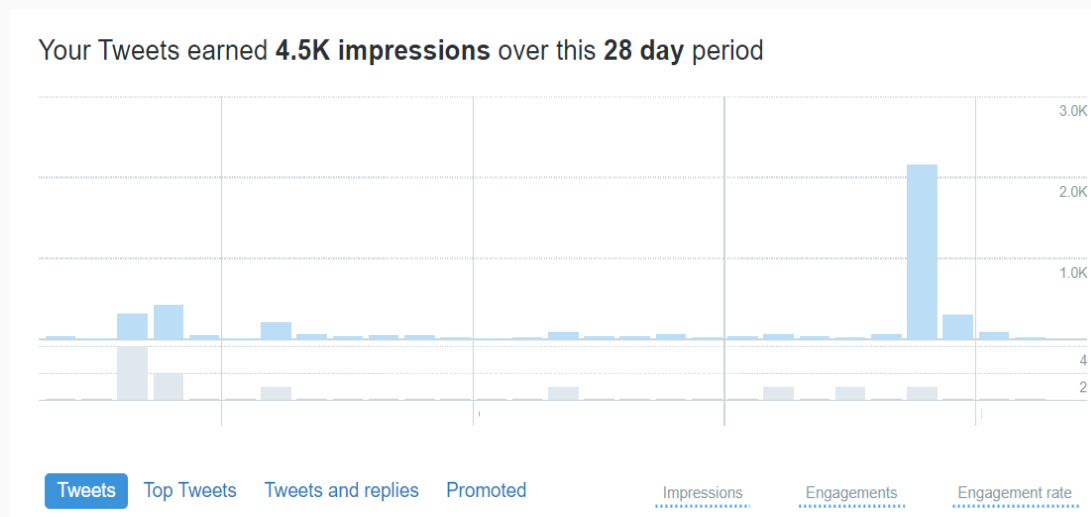 Your Tweets earned 4.5K impressions over this 28 day period
3.0K
2.0K
1.0K
4
2
Tweets Top Tweets Tweets and replies Promoted Impressions Engagements Engagement rate